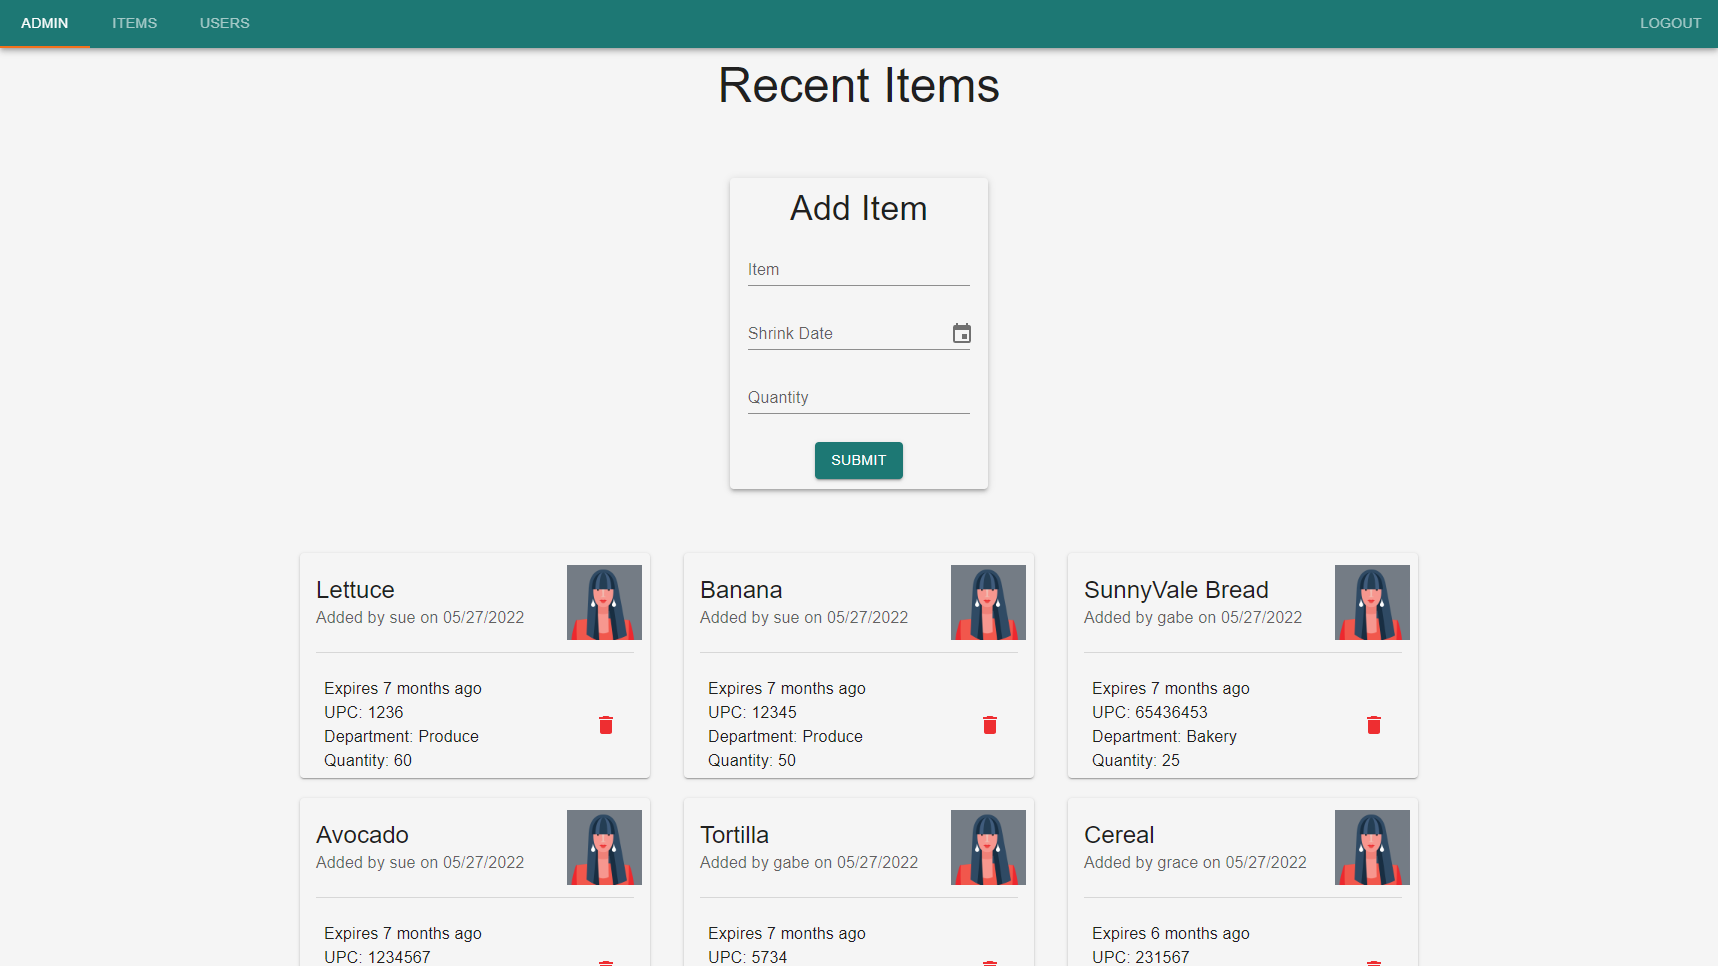 ADMIN ITEMS USERS LOGOUT
Recent Items
Add Item
Item
Shrink Date
Quantity
SUBMIT
Lettuce
Added by sue on 05/27/2022
Expires 7 months ago
UPC: 1236
Department: Produce
Quantity: 60
Banana
Added by sue on 05/27/2022
Expires 7 months ago
UPC: 12345
Department: Produce
Quantity: 50
SunnyVale Bread
Added by gabe on 05/27/2022
Expires 7 months ago
UPC: 65436453
Department: Bakery
Quantity: 25
Avocado
Added by sue on 05/27/2022
Expires 7 months ago
UPC: 1234567
Tortilla
Added by gabe on 05/27/2022
Expires 7 months ago
UPC: 5734
Cereal
Added by grace on 05/27/2022
Expires 6 months ago
UPC: 231567